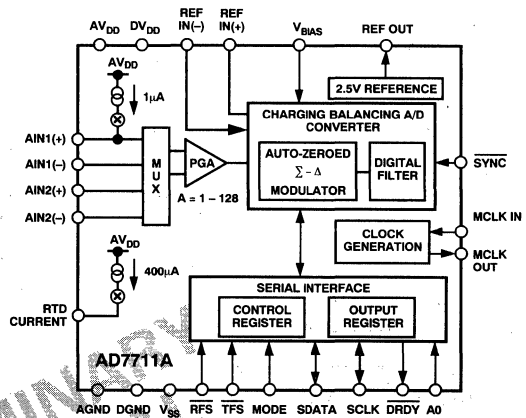 REF
IN(–)
REF
IN(+)
AVDD
DVDD
VBIAS
REF OUT
AVDD
2.5V REFERENCE
1µA
CHARGING BALANCING A/D
CONVERTER
AIN1(+)
AIN1(–)
AIN2(+)
AIN2(–)
MUX
PGA
A = 1 – 128
AUTO-ZEROED
Σ – Δ
MODULATOR
DIGITAL
FILTER
SYNC
MCLK IN
CLOCK
GENERATION
MCLK
OUT
AVDD
400µA
RTD
CURRENT
SERIAL INTERFACE
CONTROL
REGISTER
OUTPUT
REGISTER
AD7711A
AGND DGND VSS RFS TFS MODE SDATA SCLK DRDY A0